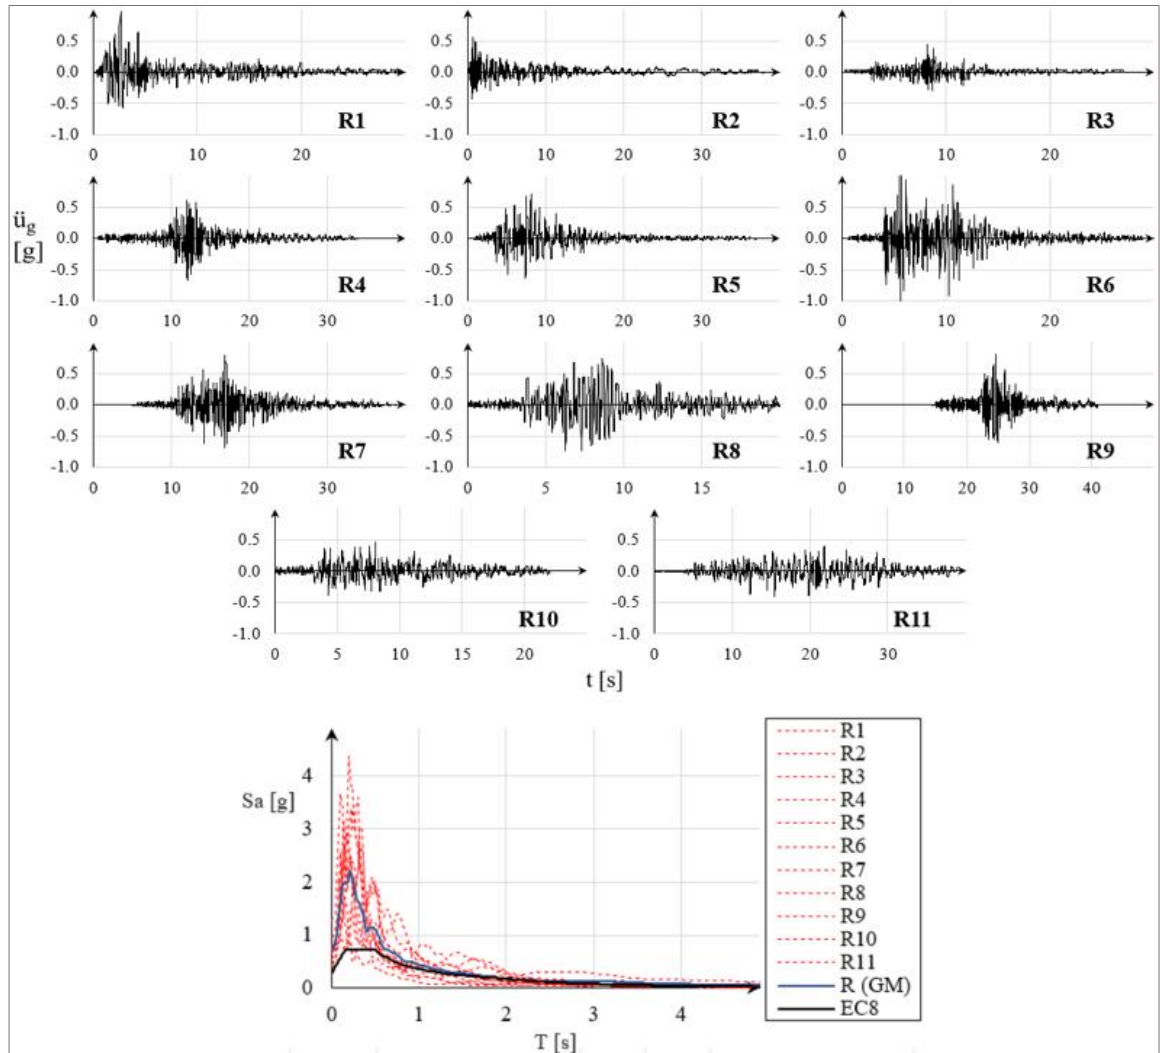 0.5 0.5 0.5
0.0 0.0 0.0
-0.5 -0.5 -0.5
-1.0 R1 -1.0 R2 -1.0 R3
0 10 20 0 10 20 30 0 10 20
0.5 0.5 0.5
üg 0.0 0.0 0.0
[g] -0.5 -0.5 -0.5
-1.0 R4 -1.0 R5 -1.0 R6
0 10 20 30 0 10 20 30 0 10 20
0.5 0.5 0.5
0.0 0.0 0.0
-0.5 -0.5 -0.5
-1.0 R7 -1.0 R8 -1.0 R9
0 10 20 30 5 10 15 0 10 20 30 40
0.5 0.5
0.0 0.0
-0.5 -0.5
-1.0 R10 -1.0 R11
0 5 10 15 20 0 10 20 30
t [s]
Sa [g]
4
3
2
1
0
0 1 2 3 4
T [s]
R1
R2
R3
R4
R5
R6
R7
R8
R9
R10
R11
R (GM)
EC8